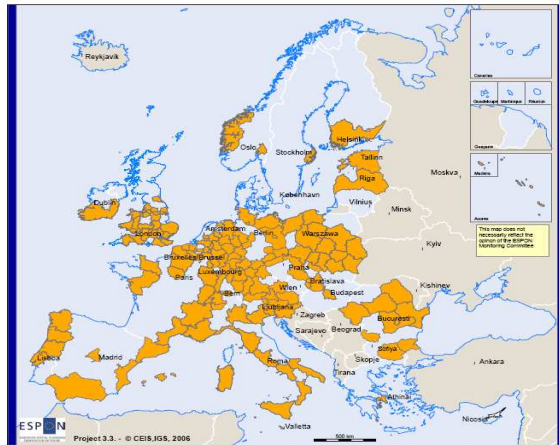 Reykjavik
Canarias
Guadeloupe Martinique Réunion
Guyane
Madeira
Acores
This map does not
necessarily reflect the
opinion of the ESPON
Monitoring Committee
Helsinki
Oslo
Stockholm
Tallinn
Riga
Moskva
København
Vilnius
Minsk
Dublin
London
Amsterdam
Berlin
Warszawa
Kyiv
Bruxelles/Brussel
Luxembourg
Paris
Praha
Bratislava
Wien
Budapest
Kishinev
Bern
Ljubljana
Zagreb
Bucuresti
Sarajevo
Beograd
Sofiya
Skopje
Lisboa
Madrid
Roma
Tirana
Ankara
Athinai
Valletta
Nicosia
ESPON
Project 3.3. - © CEIS,IGS, 2006
500 km